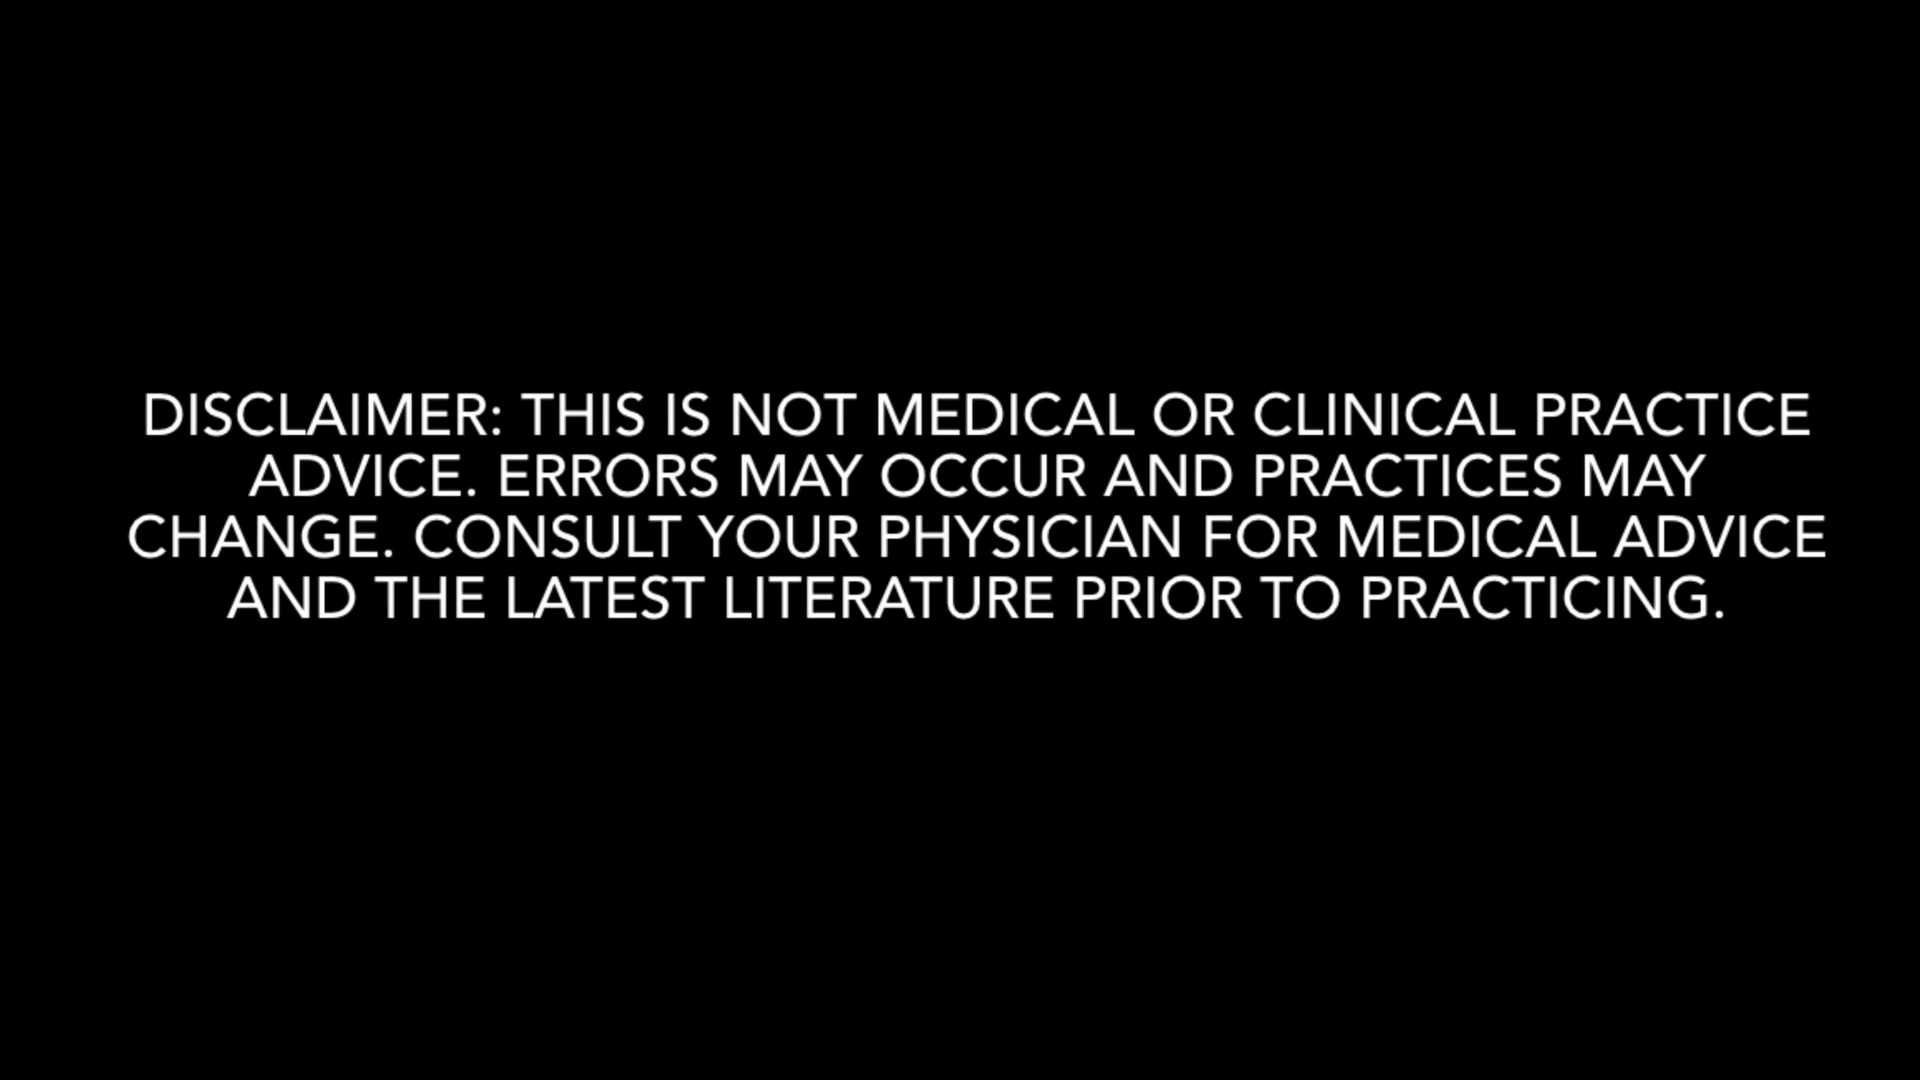 DISCLAIMER: THIS IS NOT MEDICAL OR CLINICAL PRACTICE
ADVICE. ERRORS MAY OCCUR AND PRACTICES MAY
CHANGE. CONSULT YOUR PHYSICIAN FOR MEDICAL ADVICE
AND THE LATEST LITERATURE PRIOR TO PRACTICING.